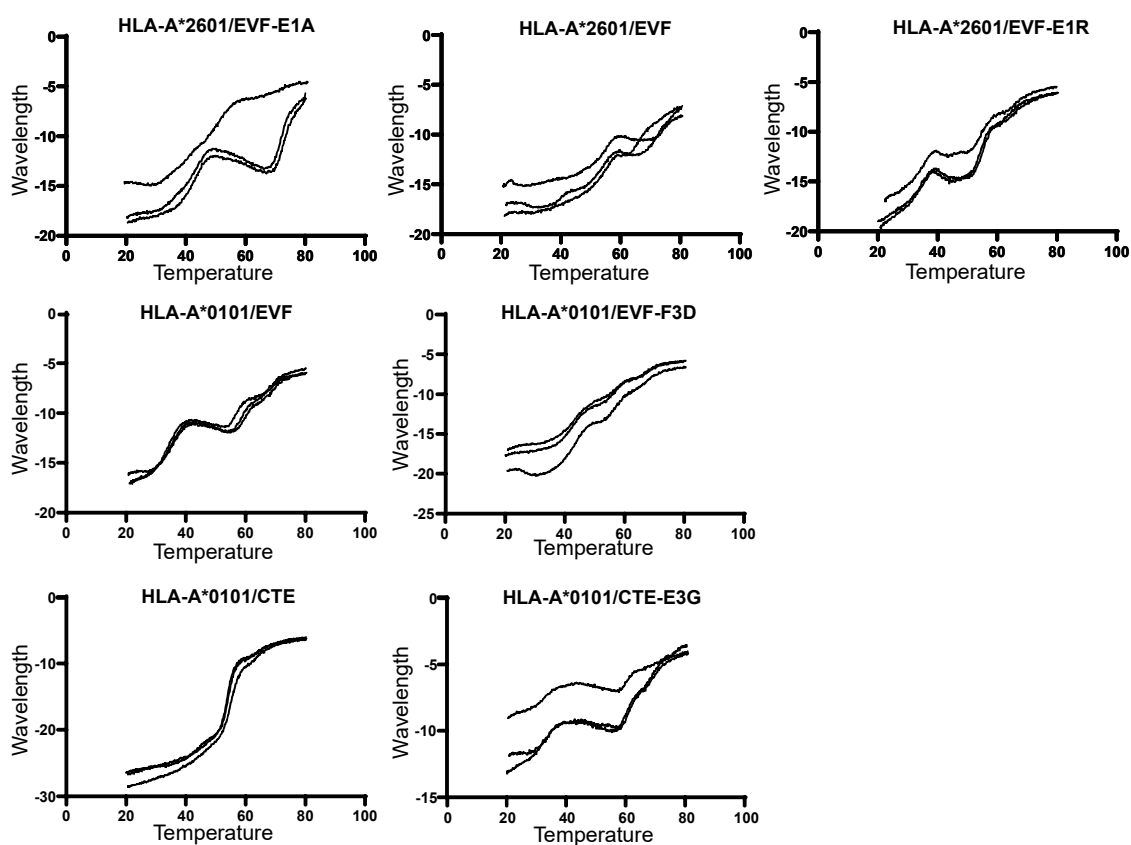 HLA-A*2601/EVF-E1A
0
-5
-10
-15
-20
0 20 40 60 80 100
Wavelength
Temperature
HLA-A*2601/EVF
0
-5
-10
-15
-20
0 20 40 60 80 100
Wavelength
Temperature
HLA-A*2601/EVF-E1R
0
-5
-10
-15
-20
0 20 40 60 80 100
Wavelength
Temperature
HLA-A*0101/EVF
0
-5
-10
-15
-20
0 20 40 60 80 100
Wavelength
Temperature
HLA-A*0101/EVF-F3D
0
-5
-10
-15
-20
-25
0 20 40 60 80 100
Wavelength
Temperature
HLA-A*0101/CTE
0
-10
-20
-30
0 20 40 60 80 100
Wavelength
Temperature
HLA-A*0101/CTE-E3G
0
-5
-10
-15
0 20 40 60 80 100
Wavelength
Temperature